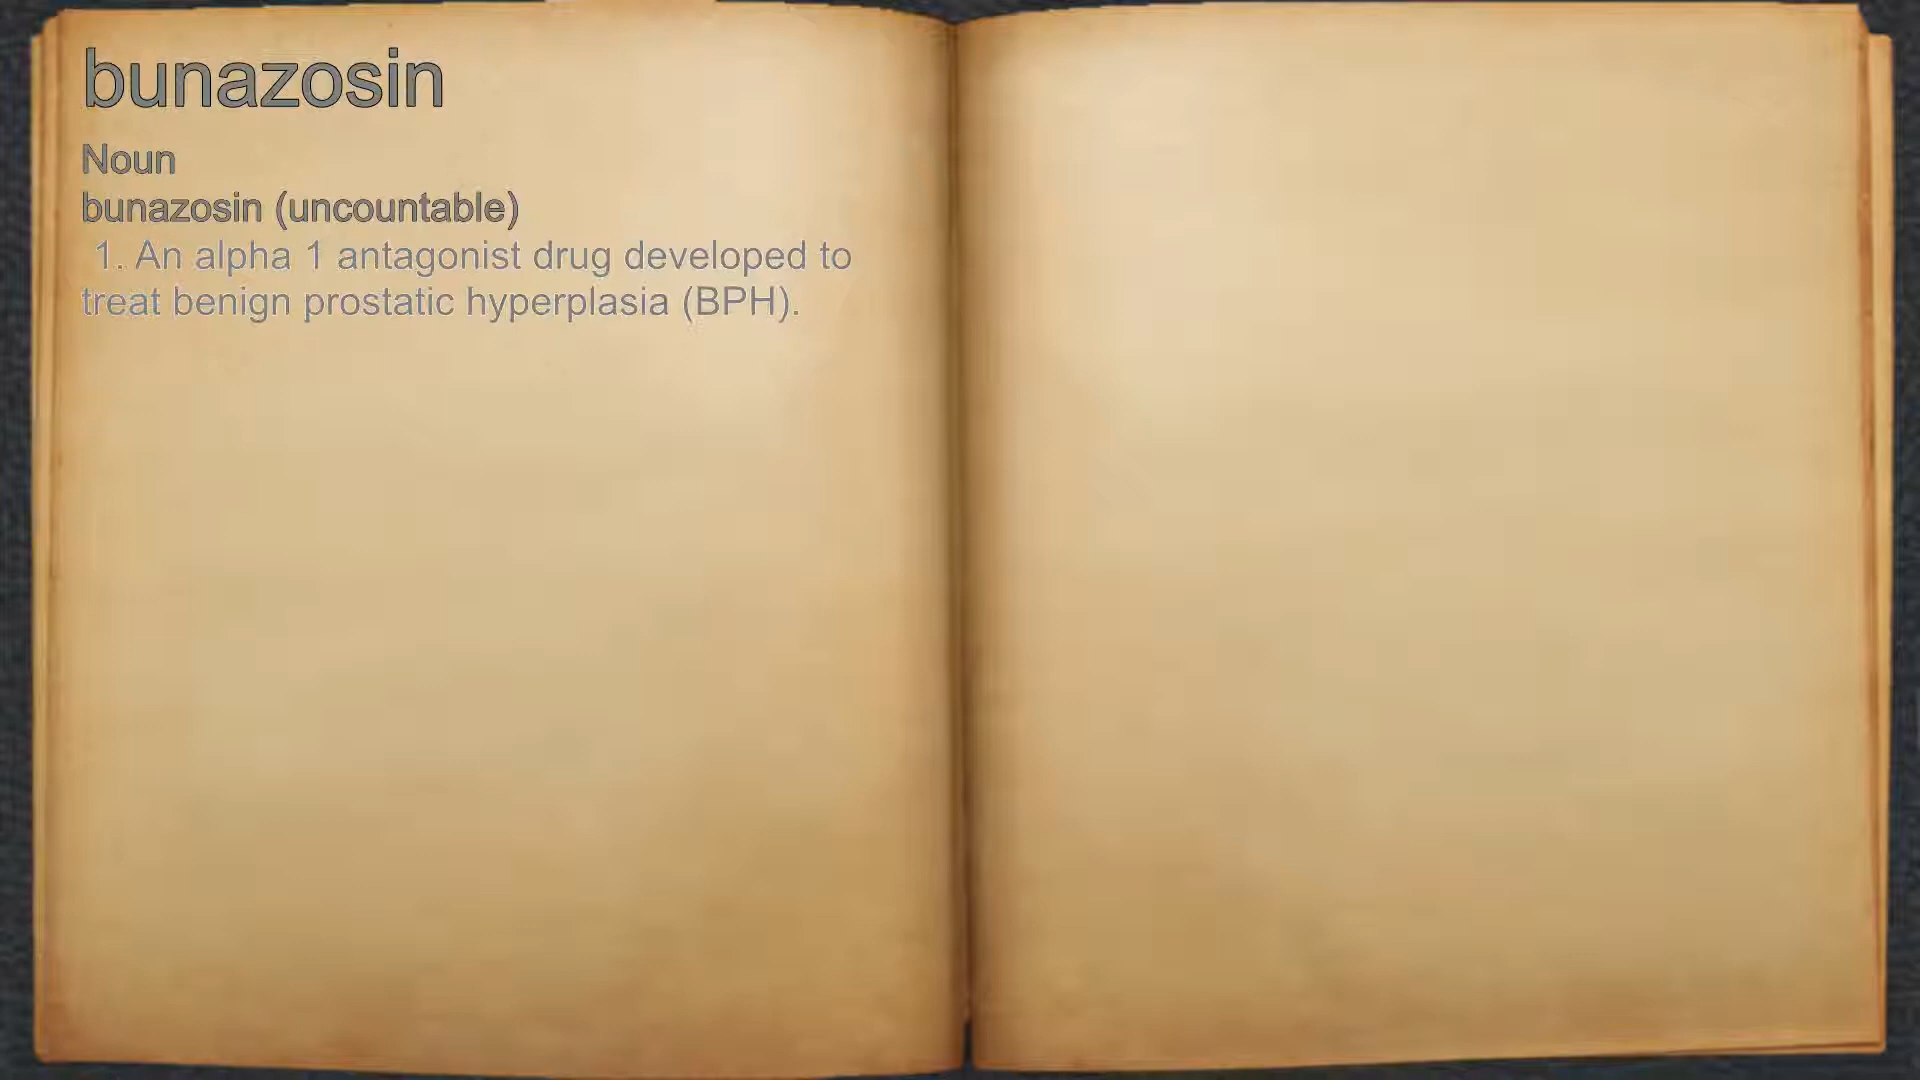 bunazosin
Noun
bunazosin (uncountable)
1. An alpha 1 antagonist drug developed to
treat benign prostatic hyperplasia (BPH).